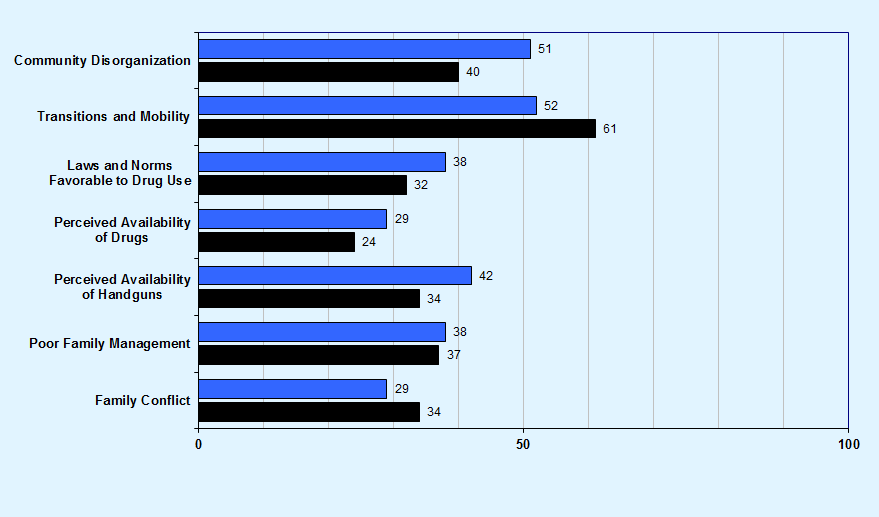 Community Disorganization
51
40
Transitions and Mobility
52
61
Laws and Norms
Favorable to Drug Use
38
32
Perceived Availability
of Drugs
29
24
Perceived Availability
of Handguns
42
34
Poor Family Management
38
37
Family Conflict
29
34
0 50 100